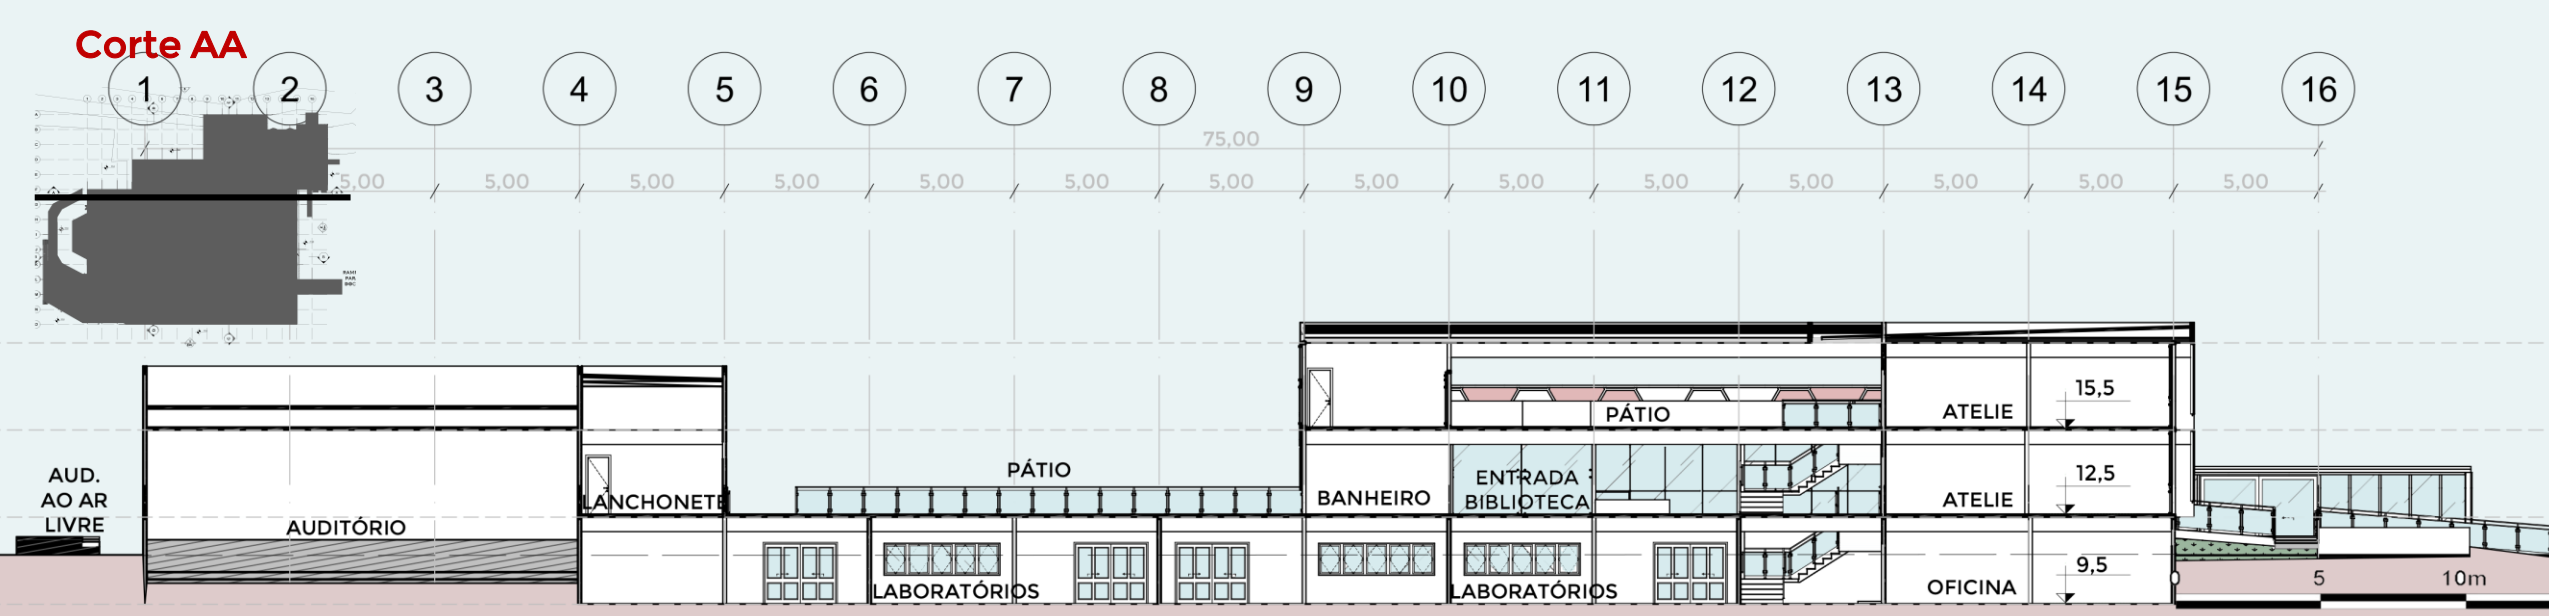 Corte AA
1 2 3 4 5 6 7 8 9 10 11 12 13 14 15 16
75,00
5,00 5,00 5,00 5,00 5,00 5,00 5,00 5,00 5,00 5,00 5,00 5,00 5,00 5,00
15,5
ATELIE
PÁTIO
PÁTIO
12,5
AUD.
AO AR
LIVRE
AUDITÓRIO
LANCHONETE
BANHEIRO
ENTRADA
BIBLIOTECA
ATELIE
9,5
LABORATÓRIOS
LABORATÓRIOS
OFICINA
5 10m